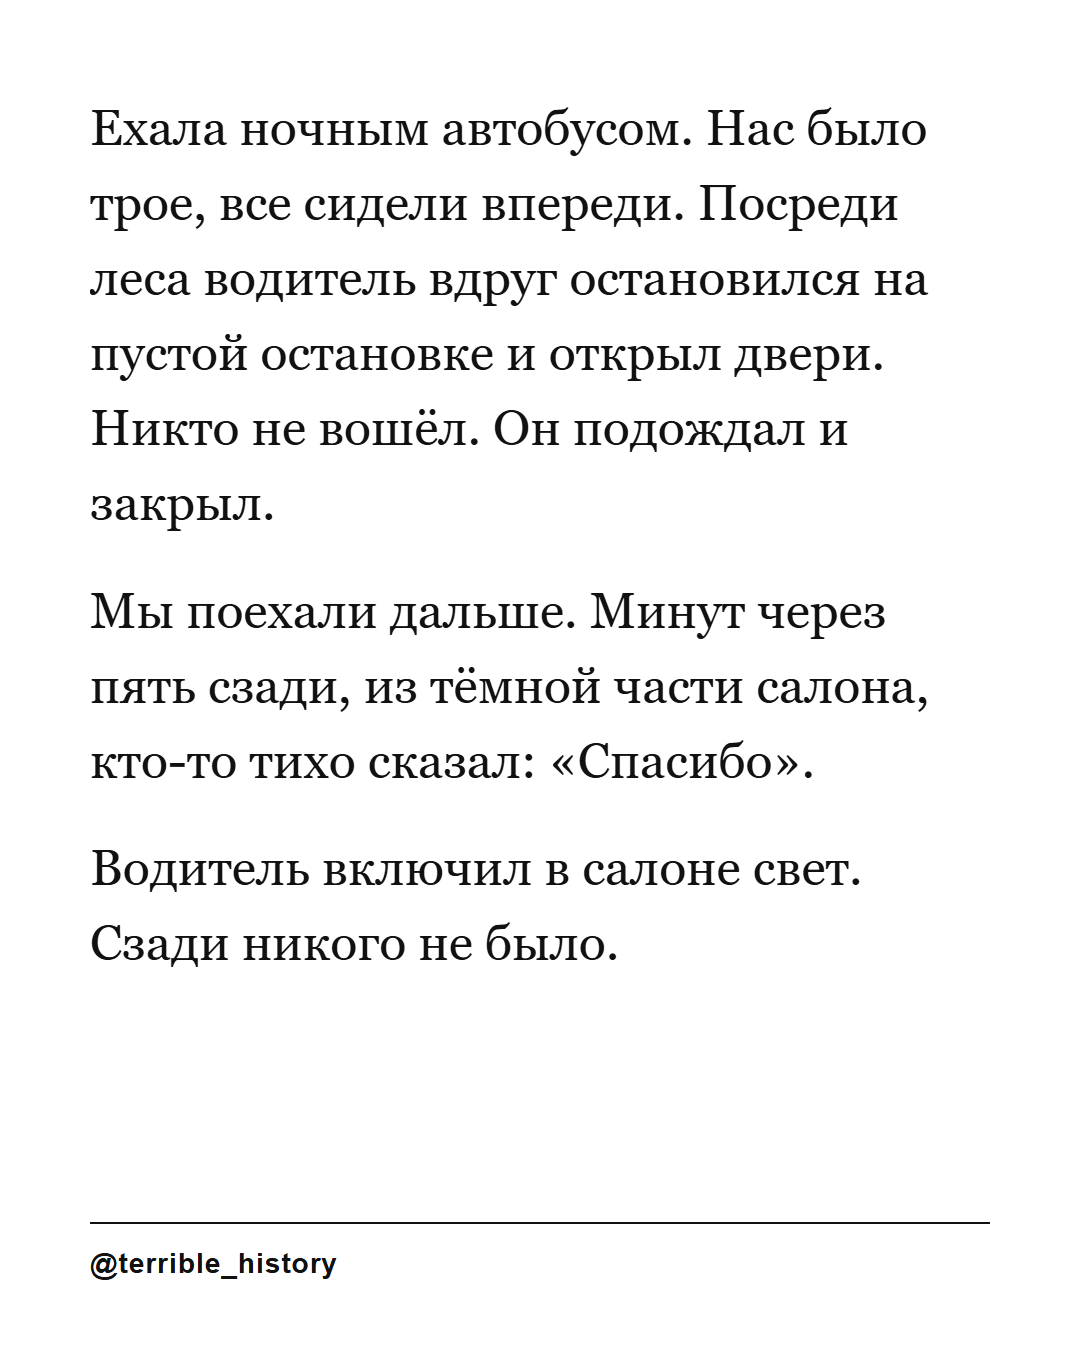 Ехала ночным автобусом. Нас было
трое, все сидели впереди. Посреди
леса водитель вдруг остановился на
пустой остановке и открыл двери.
Никто не вошёл. Он подождал и
закрыл.
Мы поехали дальше. Минут через
пять сзади, из тёмной части салона,
кто-то тихо сказал: «Спасибо».
Водитель включил в салоне свет.
Сзади никого не было.
@terrible_history